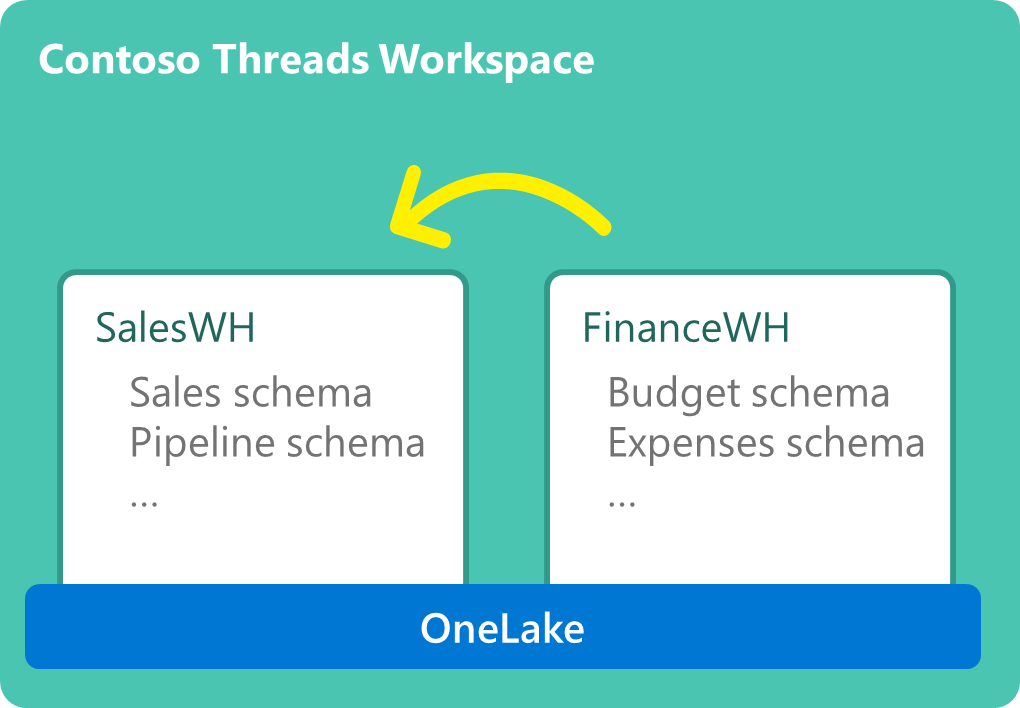 Contoso Threads Workspace
SalesWH
Sales schema
Pipeline schema
...
FinanceWH
Budget schema
Expenses schema
...
OneLake